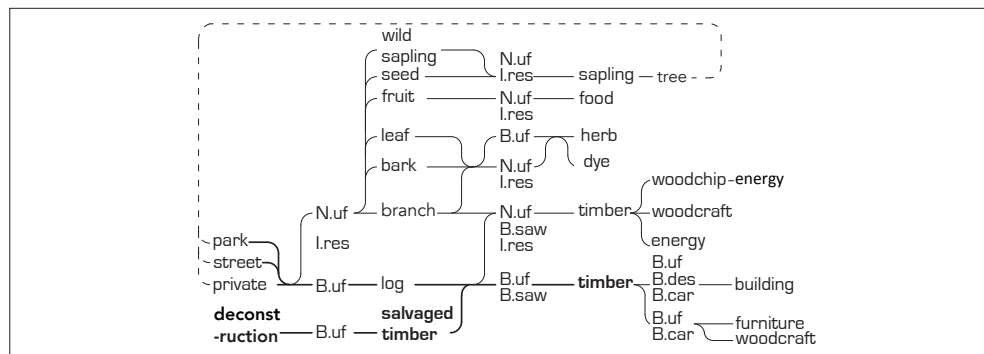 wild
sapling
N.uf
seed
I.res
sapling
tree
fruit
N.uf
food
I.res
leaf
B.uf
herb
bark
N.uf
dye
I.res
woodchip-energy
N.uf
branch
N.uf
timber
woodcraft
B.saw
I.res
I.res
energy
park
street
B.uf
private
B.uf
log
B.uf
timber
B.des
building
B.saw
B.car
deconst
salvaged
B.uf
furniture
-ruction
B.uf
timber
B.car
woodcraft